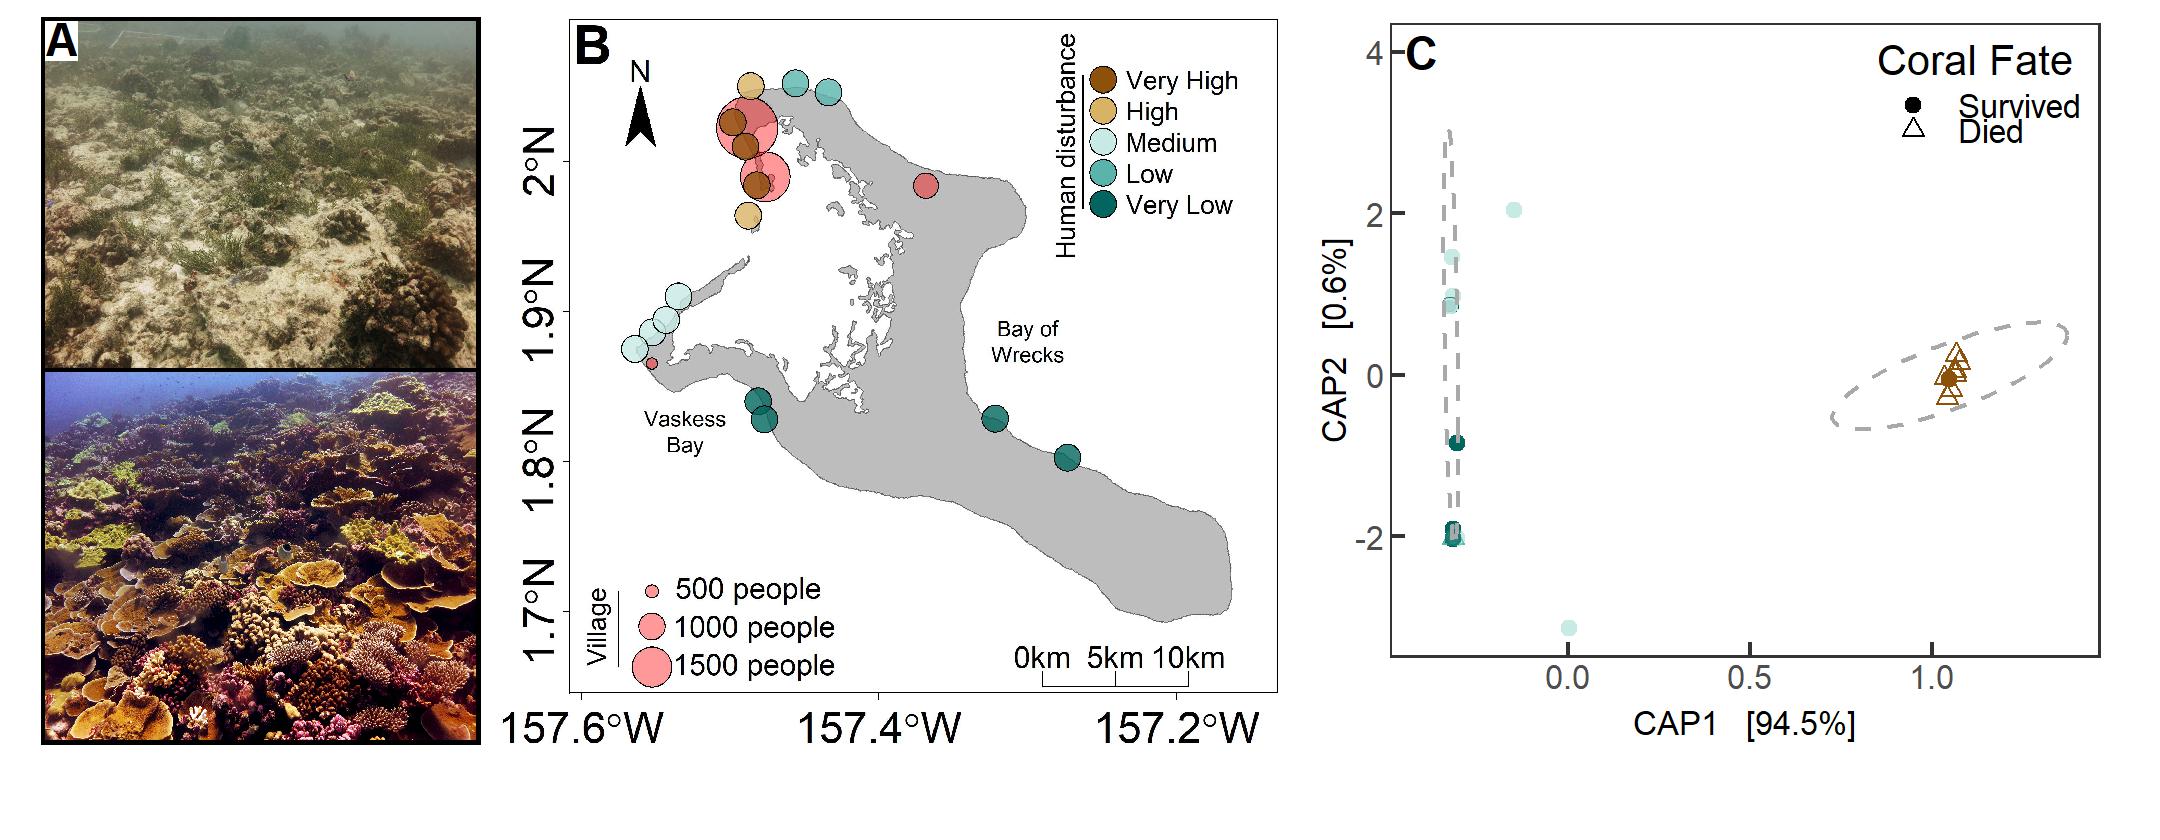 A
B
N
2°N
1.9°N
1.8°N
1.7°N
157.6°W
157.4°W
157.2°W
Human disturbance
Very High
High
Medium
Low
Very Low
Bay of
Wrecks
Vaskess
Bay
Village
500 people
1000 people
1500 people
0km 5km 10km
C
Coral Fate
Survived
Died
4
2
0
-2
CAP2 [0.6%]
0.0
0.5
1.0
CAP1 [94.5%]